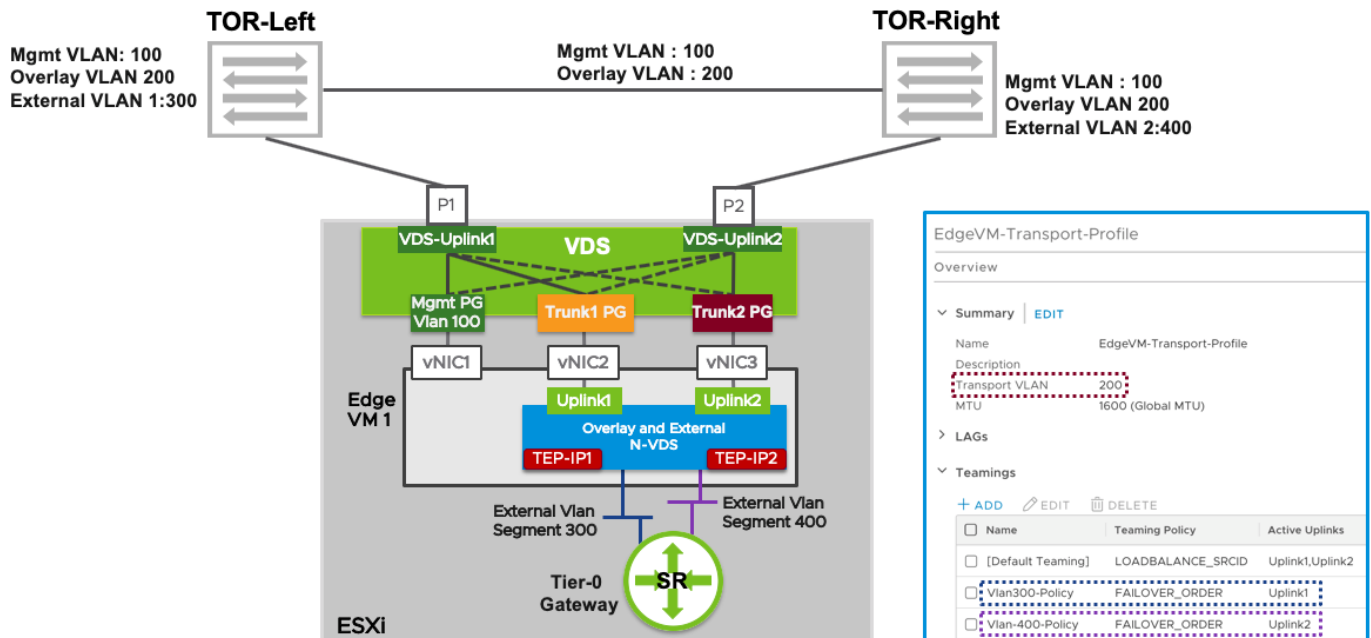 TOR-Left
TOR-Right
Mgmt VLAN: 100
Overlay VLAN 200
External VLAN 1:300
Mgmt VLAN : 100
Overlay VLAN : 200
Mgmt VLAN : 100
Overlay VLAN 200
External VLAN 2:400
P1
P2
VDS-Uplink1
VDS
VDS-Uplink2
Mgmt PG
Vlan 100
Trunk1 PG
Trunk2 PG
vNIC1
vNIC2
vNIC3
Edge
VM 1
Uplink1
Uplink2
Overlay and External
N-VDS
TEP-IP1
TEP-IP2
External Vlan
Segment 300
External Vlan
Segment 400
Tier-0
Gateway
SR
ESXi
EdgeVM-Transport-Profile
Overview
Summary EDIT
Name EdgeVM-Transport-Profile
Description
Transport VLAN 200
MTU 1600 (Global MTU)
LAGs
Teamings
+ ADD EDIT DELETE
Name Teaming Policy Active Uplinks
[Default Teaming] LOADBALANCE_SRCID Uplink1,Uplink2
Vlan300-Policy FAILOVER_ORDER Uplink1
Vlan-400-Policy FAILOVER_ORDER Uplink2